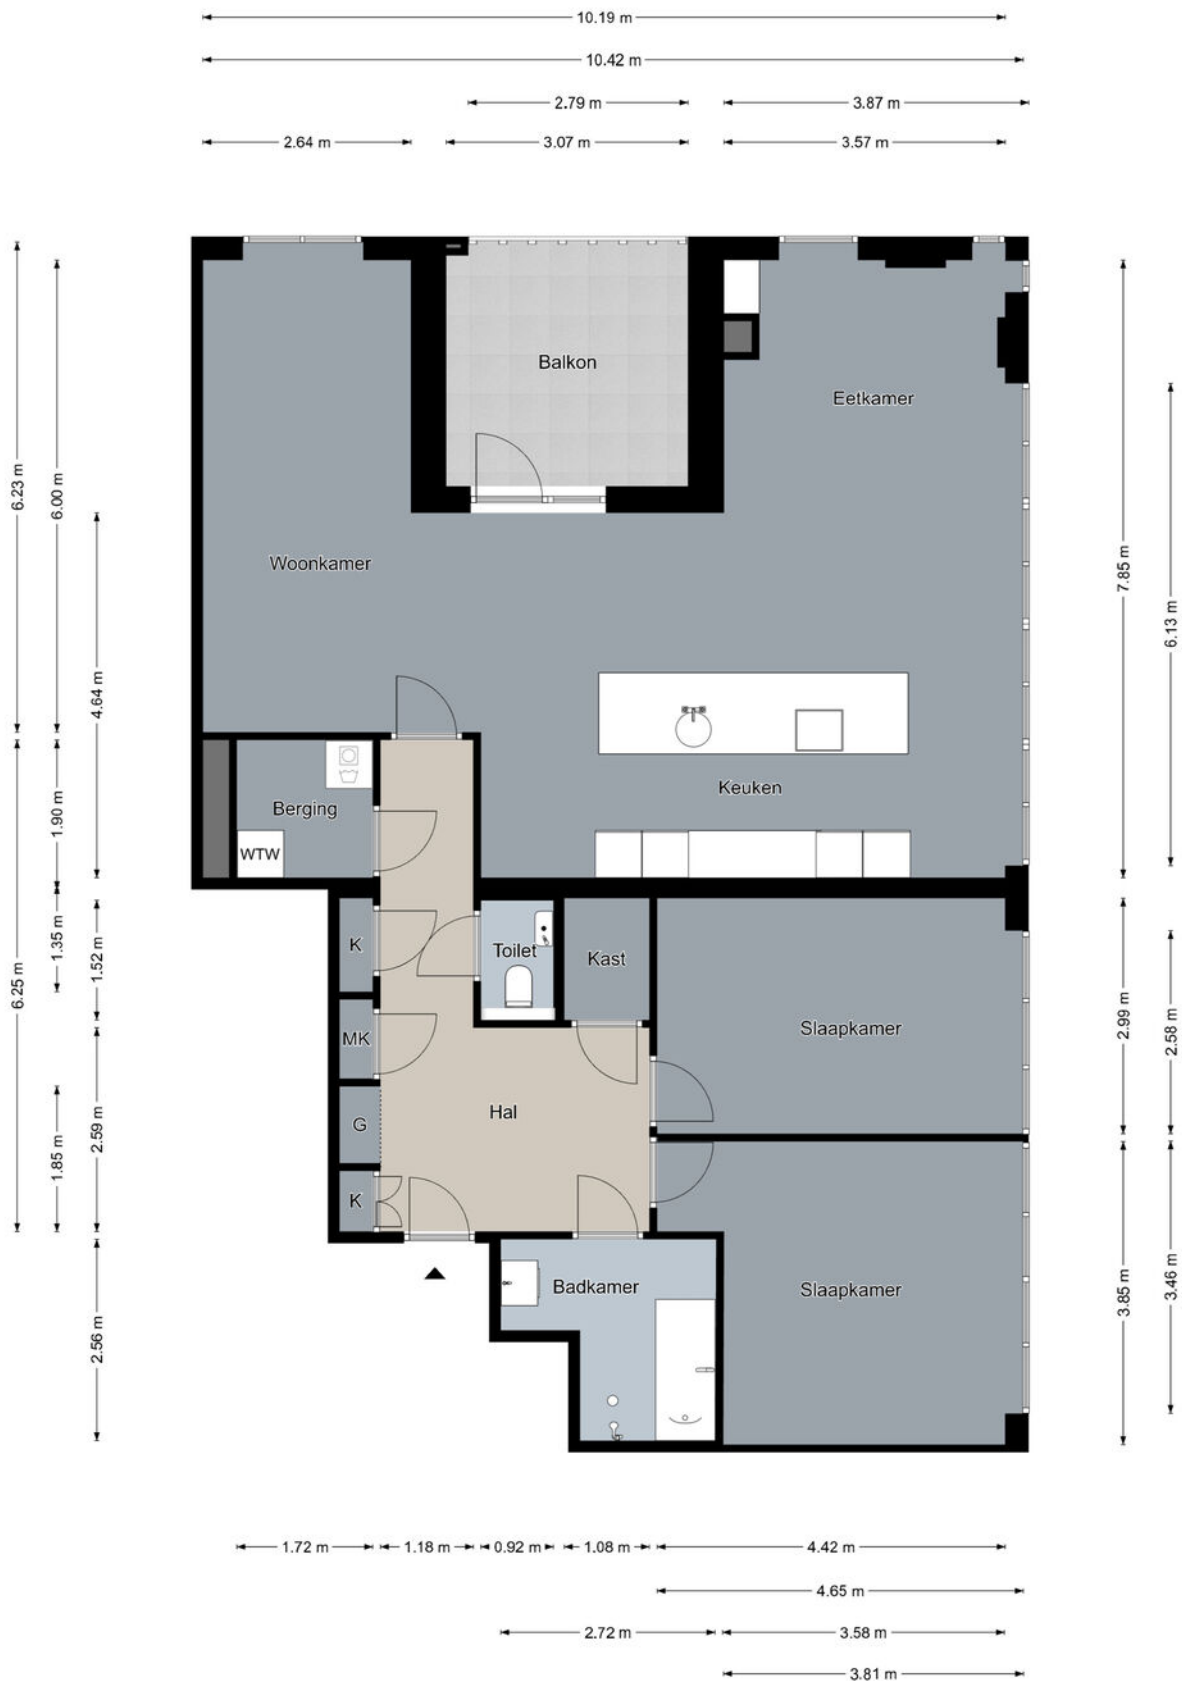 10.19 m
10.42 m
2.79 m
3.87 m
2.64 m
3.07 m
3.57 m
6.23 m
6.00 m
4.64 m
7.85 m
6.13 m
Balkon
Eetkamer
Woonkamer
Keuken
Berging
WTW
1.90 m
1.35 m
1.52 m
6.25 m
K
Toilet
Kast
Slaapkamer
2.99 m
2.58 m
MK
Hal
G
2.59 m
1.85 m
K
Badkamer
Slaapkamer
3.85 m
3.46 m
2.56 m
1.72 m
1.18 m
0.92 m
1.08 m
4.42 m
4.65 m
2.72 m
3.58 m
3.81 m